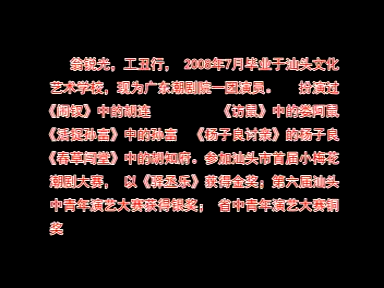 翁锐光，工丑行， 2008年7月毕业于汕头文化
艺术学校，现为广东潮剧院一团演员。 扮演过
《闹钗》中的胡琏 《访鼠》中的娄阿鼠
《活捉孙富》中的孙富 《杨子良讨亲》的杨子良
《春草闯堂》中的胡知府。参加汕头市首届小梅花
潮剧大赛， 以《驿丞乐》获得金奖；第六届汕头
中青年演艺大赛获得银奖； 省中青年演艺大赛铜
奖